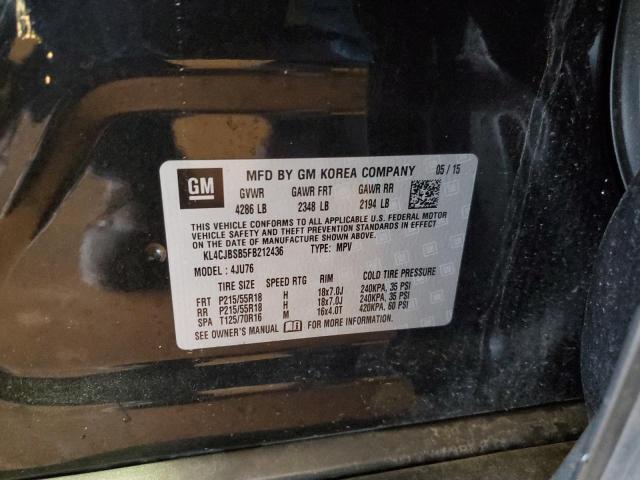 GM
MFD BY GM KOREA COMPANY 05/15
GVWR GAWR FRT GAWR RR
4286 LB 2348 LB 2194 LB
THIS VEHICLE CONFORMS TO ALL APPLICABLE U.S. FEDERAL MOTOR
VEHICLE SAFETY AND THEFT PREVENTION STANDARDS IN EFFECT
ON THE DATE OF MANUFACTURE SHOWN ABOVE.
KL4CJBSB5FB212436 TYPE: MPV
MODEL: 4JU76
TIRE SIZE SPEED RTG RIM COLD TIRE PRESSURE
FRT P215/55R18 H 18x7.0J 240KPA, 35 PSI
RR P215/55R18 H 18x7.0J 240KPA, 35 PSI
SPA T125/70R16 M 16x4.0T 420KPA, 60 PSI
SEE OWNER'S MANUAL FOR MORE INFORMATION.